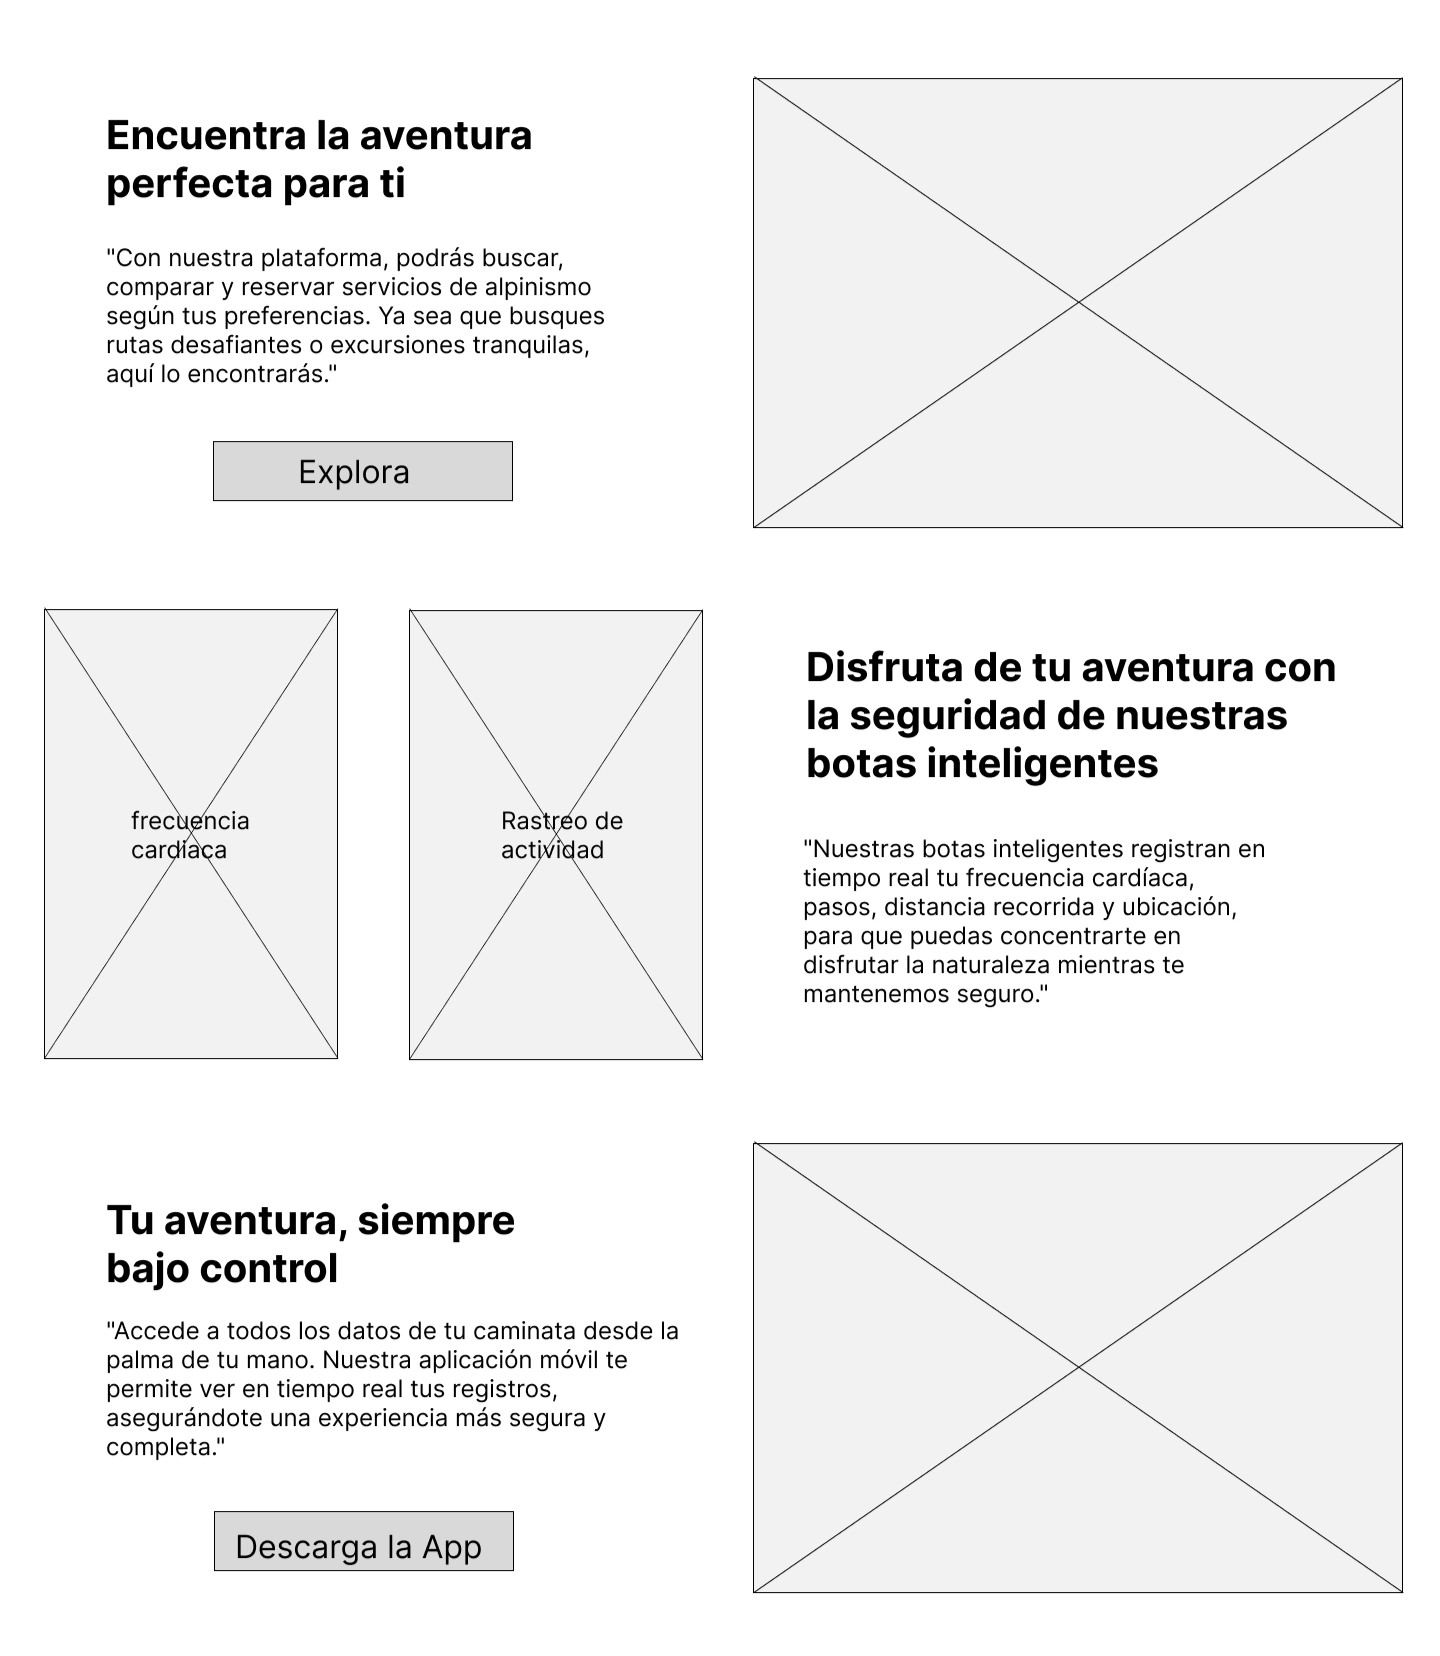 Encuentra la aventura
perfecta para ti
"Con nuestra plataforma, podrás buscar,
comparar y reservar servicios de alpinismo
según tus preferencias. Ya sea que busques
rutas desafiantes o excursiones tranquilas,
aquí lo encontrarás."
Explora
frecuencia
cardíaca
Rastreo de
actividad
Disfruta de tu aventura con
la seguridad de nuestras
botas inteligentes
"Nuestras botas inteligentes registran en
tiempo real tu frecuencia cardíaca,
pasos, distancia recorrida y ubicación,
para que puedas concentrarte en
disfrutar la naturaleza mientras te
mantenemos seguro."
Tu aventura, siempre
bajo control
"Accede a todos los datos de tu caminata desde la
palma de tu mano. Nuestra aplicación móvil te
permite ver en tiempo real tus registros,
asegurándote una experiencia más segura y
completa."
Descarga la App